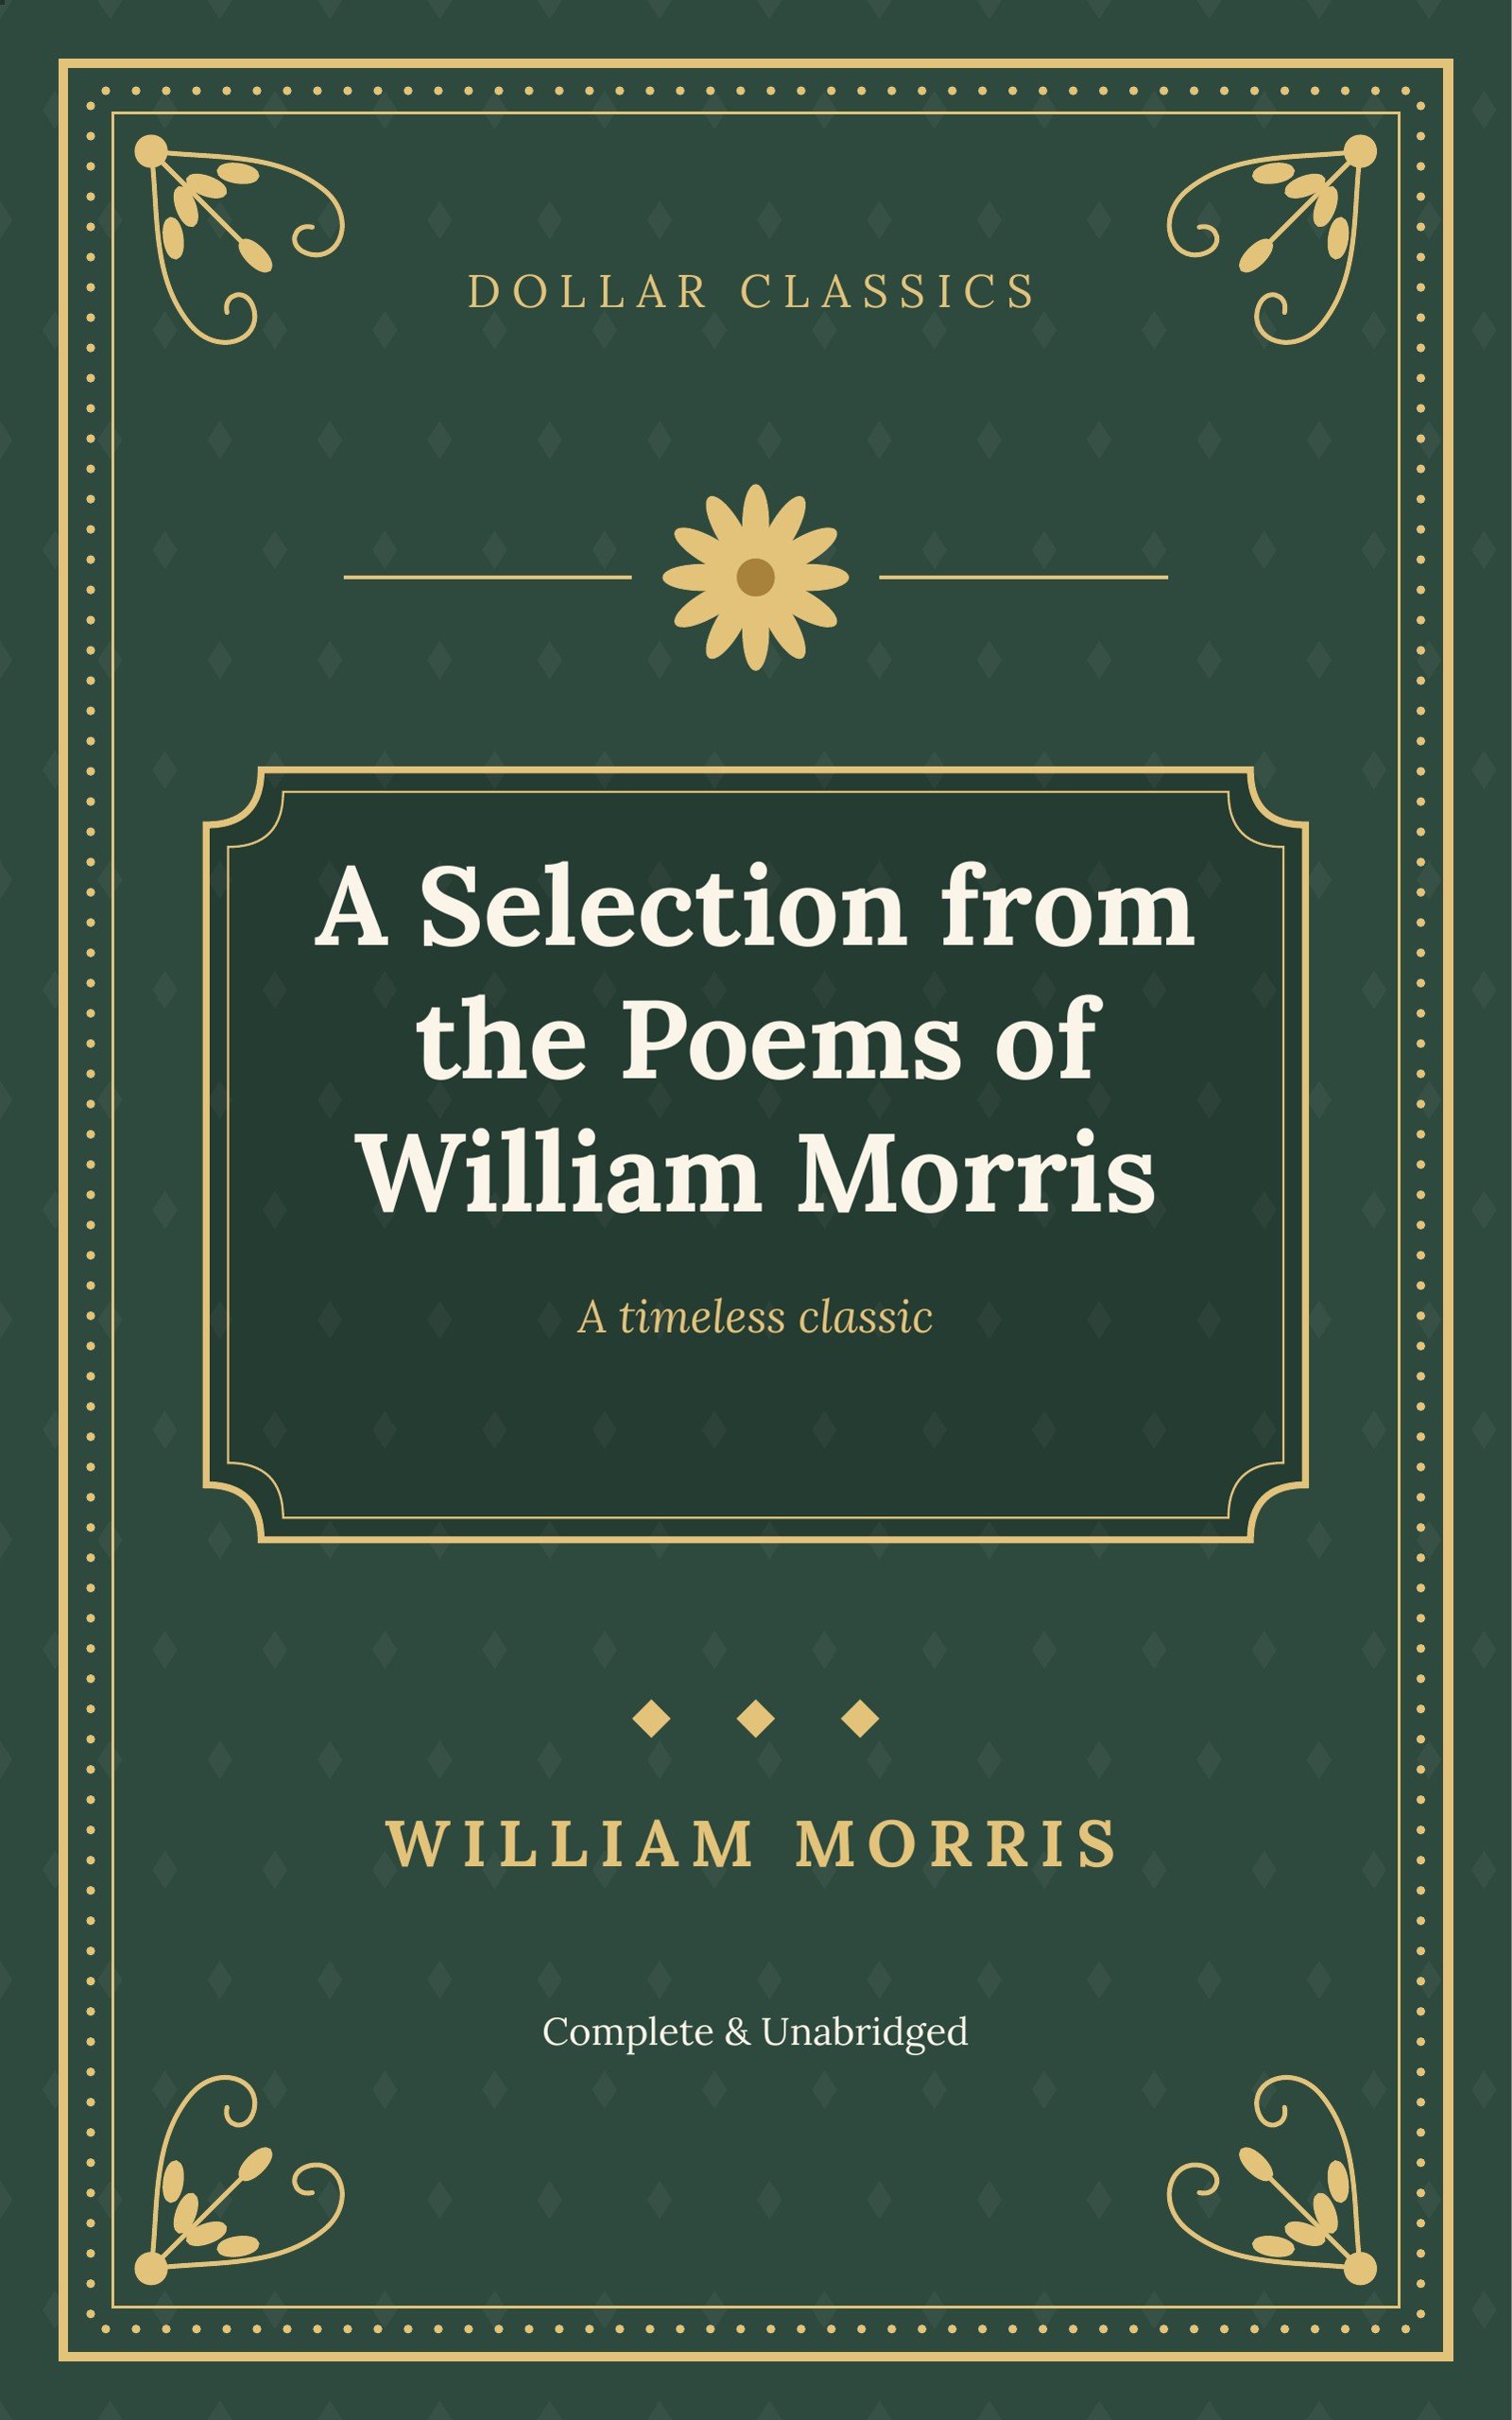 DOLLAR CLASSICS
A Selection from
the Poems of
William Morris
A timeless classic
WILLIAM MORRIS
Complete & Unabridged